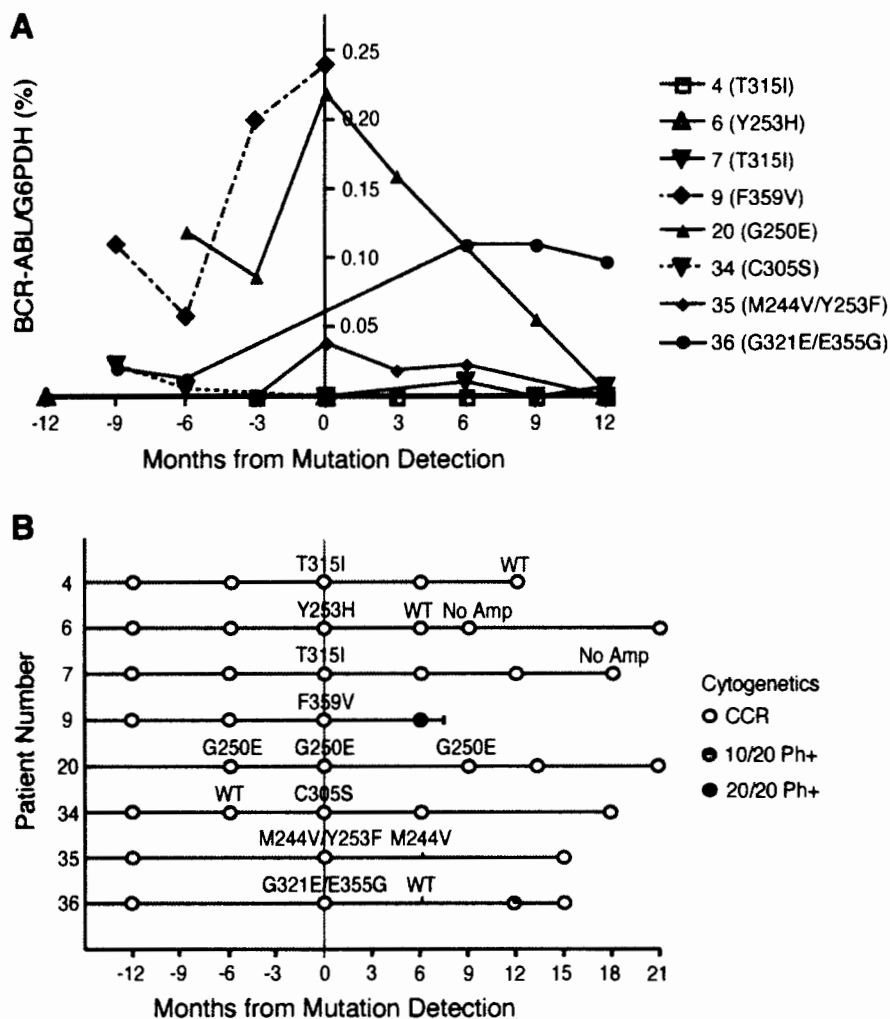 A
BCR-ABL/G6PDH (%)
0.25
0.20
0.15
0.10
0.05
-12 -9 -6 -3 0 3 6 9 12
Months from Mutation Detection
4 (T315I)
6 (Y253H)
7 (T315I)
9 (F359V)
20 (G250E)
34 (C305S)
35 (M244V/Y253F)
36 (G321E/E355G)
B
Patient Number
4 T315I WT
6 Y253H WT No Amp
7 T315I No Amp
9 F359V
20 G250E G250E G250E
34 WT C305S
35 M244V/Y253F M244V
36 G321E/E355G WT
-12 -9 -6 -3 0 3 6 9 12 15 18 21
Months from Mutation Detection
Cytogenetics
CCR
10/20 Ph+
20/20 Ph+